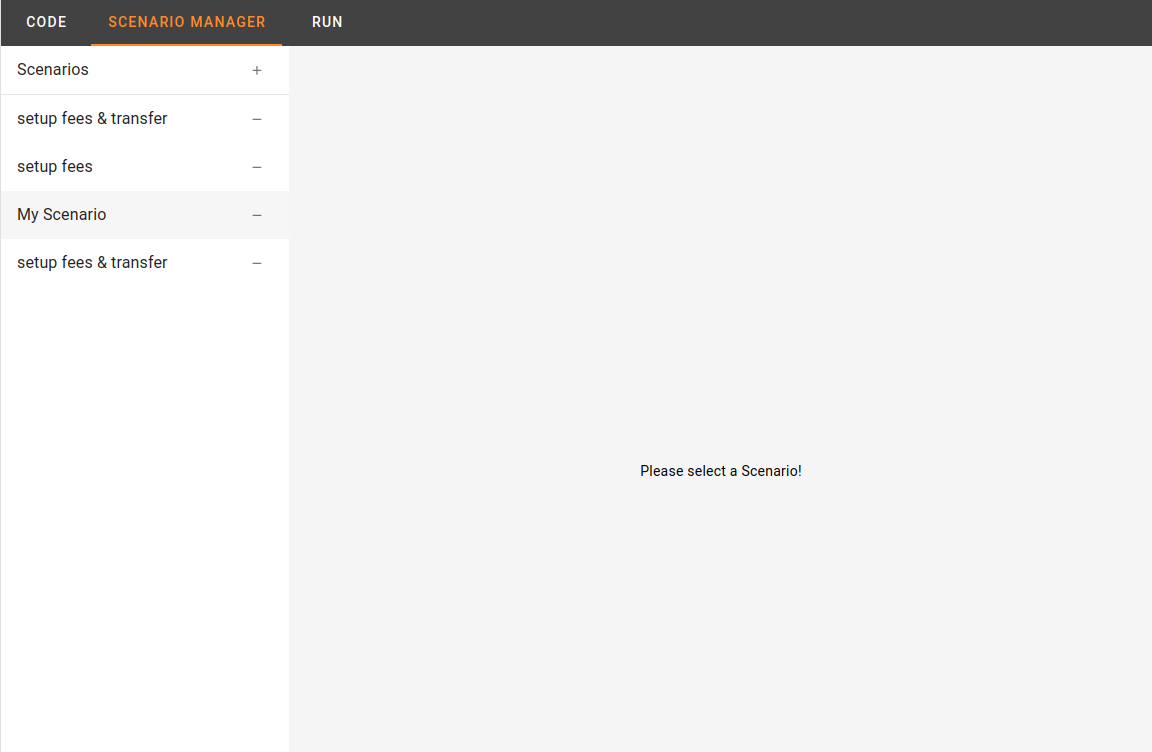 CODE SCENARIO MANAGER RUN
Scenarios +
setup fees & transfer −
setup fees −
My Scenario −
setup fees & transfer −
Please select a Scenario!